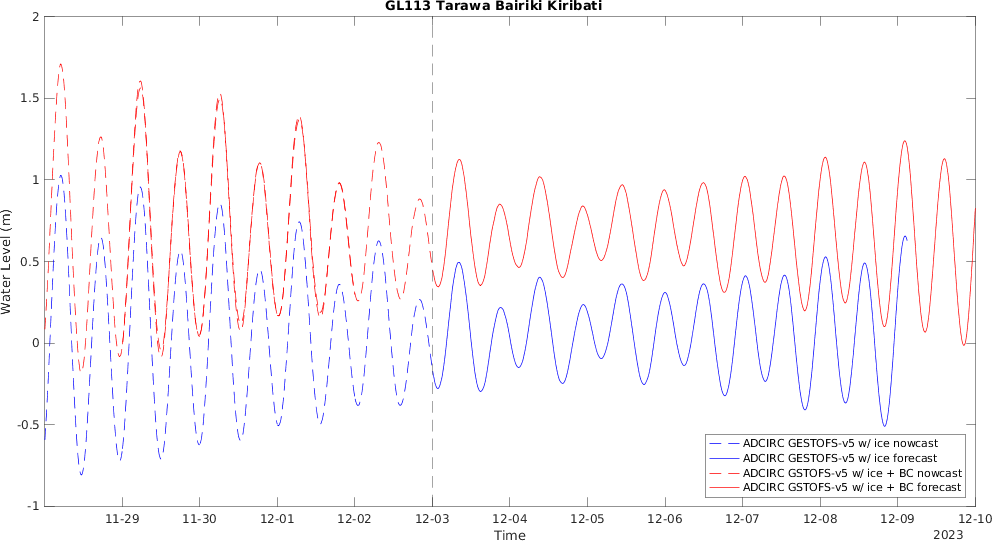 GL113 Tarawa Bairiki Kiribati
2
1.5
1
0.5
0
-0.5
-1
Water Level (m)
11-29
11-30
12-01
12-02
12-03
12-04
12-05
12-06
12-07
12-08
12-09
12-10
Time
2023
ADCIRC GESTOFS-v5 w/ ice nowcast
ADCIRC GESTOFS-v5 w/ ice forecast
ADCIRC GSTOFS-v5 w/ ice + BC nowcast
ADCIRC GSTOFS-v5 w/ ice + BC forecast